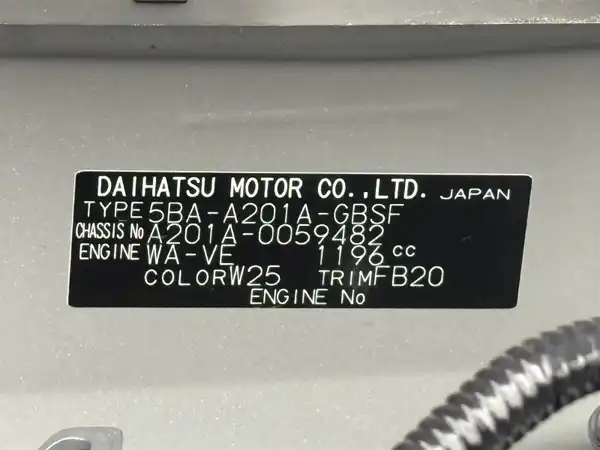 DAIHATSU MOTOR CO.,LTD. JAPAN
TYPE 5BA-A201A-GBSF
CHASSIS No A201A-0059482
ENGINE WA-VE 1196 cc
COLOR W25 TRIM FB20
ENGINE No